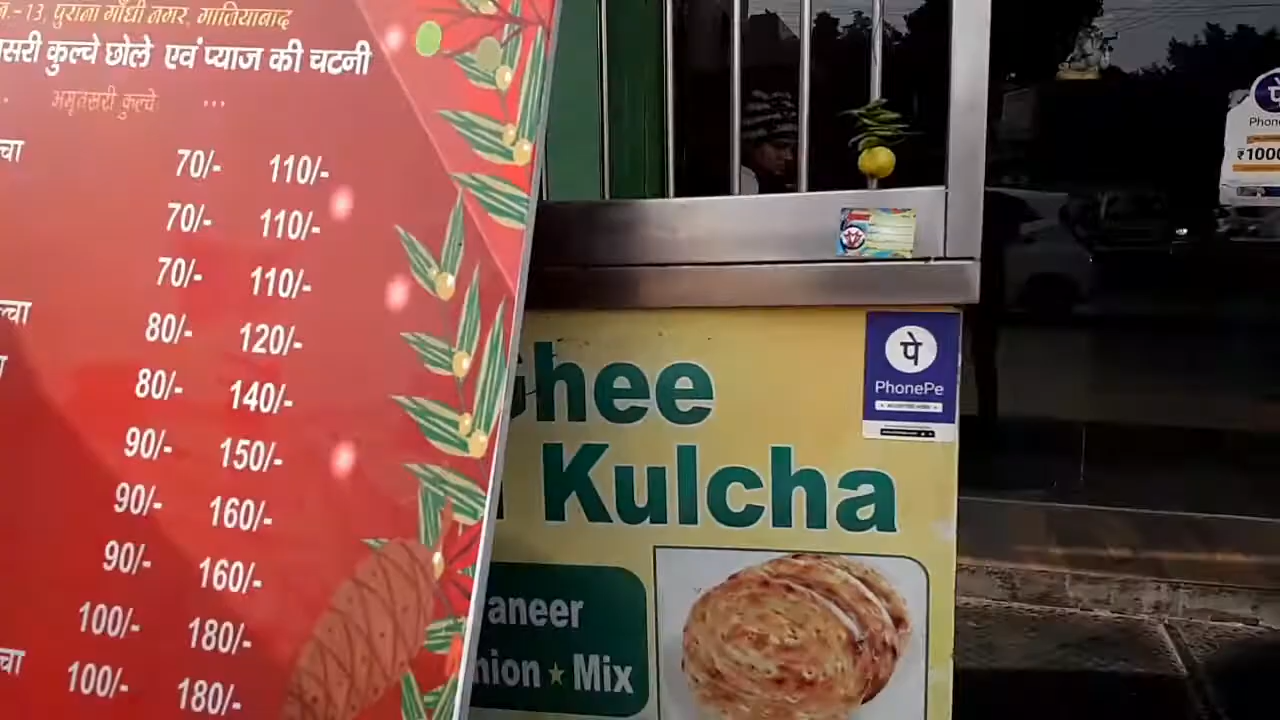 न.-13, पुराना गाँधी नगर, गाजियाबाद
सरी कुल्चे छोले एवं प्याज की चटनी
अमृतसरी कुल्चे
चा 70/- 110/-
70/- 110/-
70/- 110/-
ल्चा 80/- 120/-
80/- 140/-
90/- 150/-
90/- 160/-
90/- 160/-
100/- 180/-
चा 100/- 180/-
Ghee
Kulcha
aneer
nion ★ Mix
पे
PhonePe
पे
Phone
₹1000